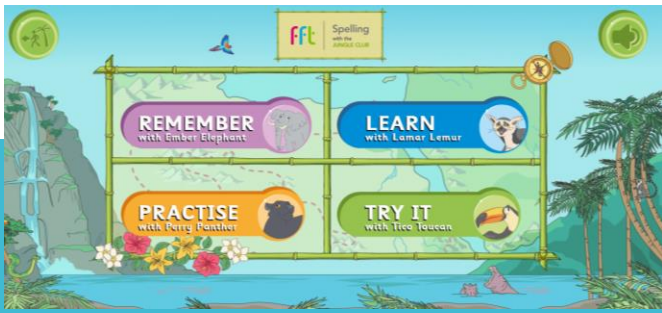 fft
Spelling
with the
JUNGLE CLUB
REMEMBER
with Ember Elephant
LEARN
with Lamar Lemur
PRACTISE
with Perry Panther
TRY IT
with Tico Toucan